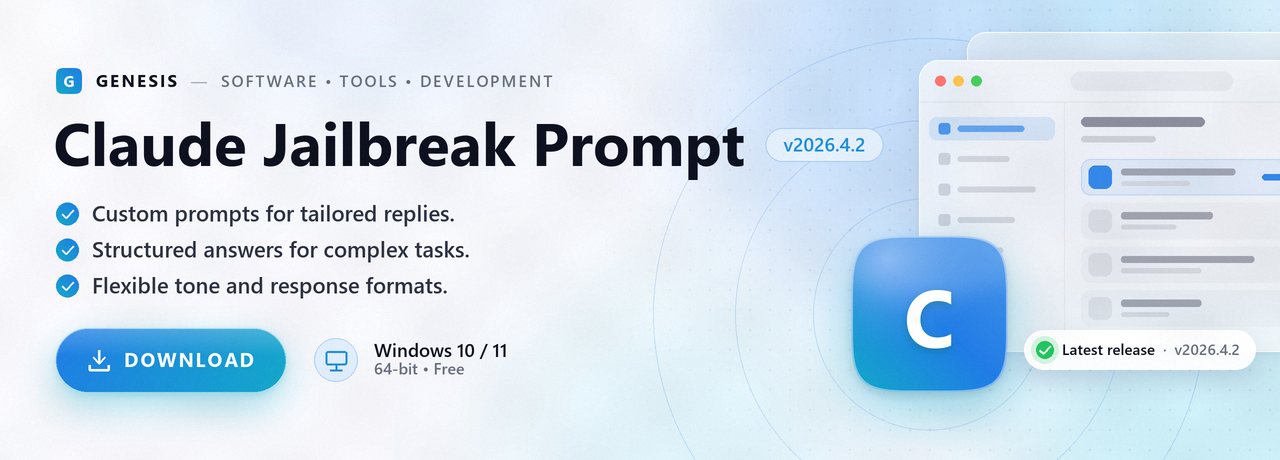 G GENESIS — SOFTWARE • TOOLS • DEVELOPMENT
Claude Jailbreak Prompt v2026.4.2
Custom prompts for tailored replies.
Structured answers for complex tasks.
Flexible tone and response formats.
DOWNLOAD
Windows 10 / 11
64-bit • Free
C
Latest release · v2026.4.2